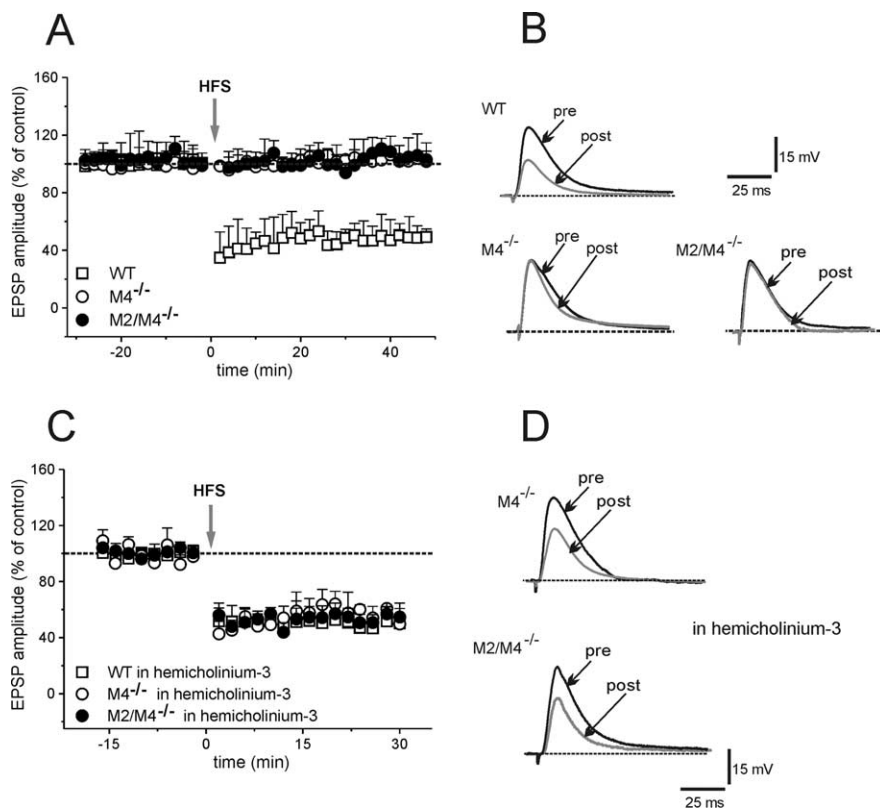 A
EPSP amplitude (% of control)
160
120
80
40
0
HFS
WT
M4-/-
M2/M4-/-
-20
0
20
40
time (min)
B
WT
pre
post
15 mV
25 ms
M4-/-
pre
post
M2/M4-/-
pre
post
C
EPSP amplitude (% of control)
160
120
80
40
0
HFS
WT in hemicholinium-3
M4-/- in hemicholinium-3
M2/M4-/- in hemicholinium-3
-15
0
15
30
time (min)
D
M4-/-
pre
post
in hemicholinium-3
M2/M4-/-
pre
post
15 mV
25 ms